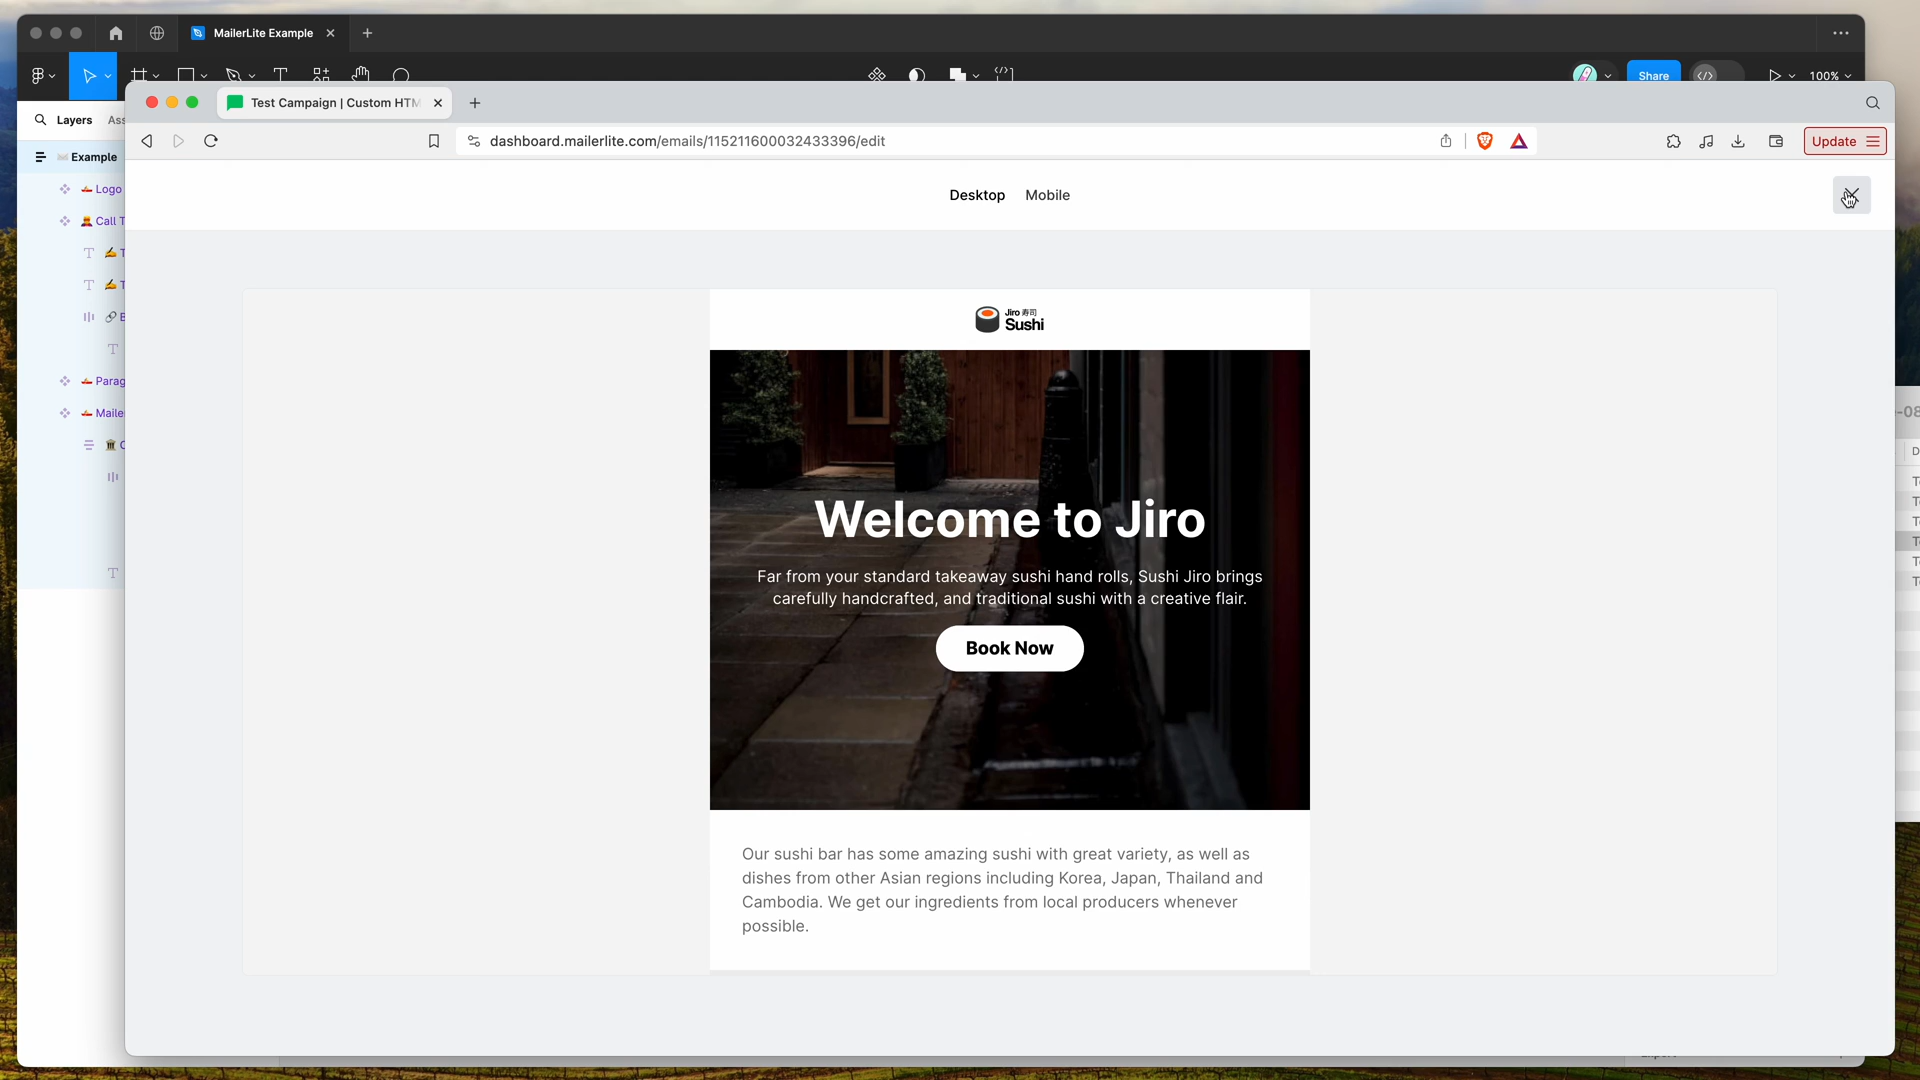 MailerLite Example
Share
100%
Layers
Ass
Test Campaign | Custom HTM
dashboard.mailerlite.com/emails/115211600032433396/edit
Update
Example
Logo
Call T
Parag
Maile
Desktop Mobile
Jiro 寿司
Sushi
Welcome to Jiro
Far from your standard takeaway sushi hand rolls, Sushi Jiro brings
carefully handcrafted, and traditional sushi with a creative flair.
Book Now
Our sushi bar has some amazing sushi with great variety, as well as
dishes from other Asian regions including Korea, Japan, Thailand and
Cambodia. We get our ingredients from local producers whenever
possible.